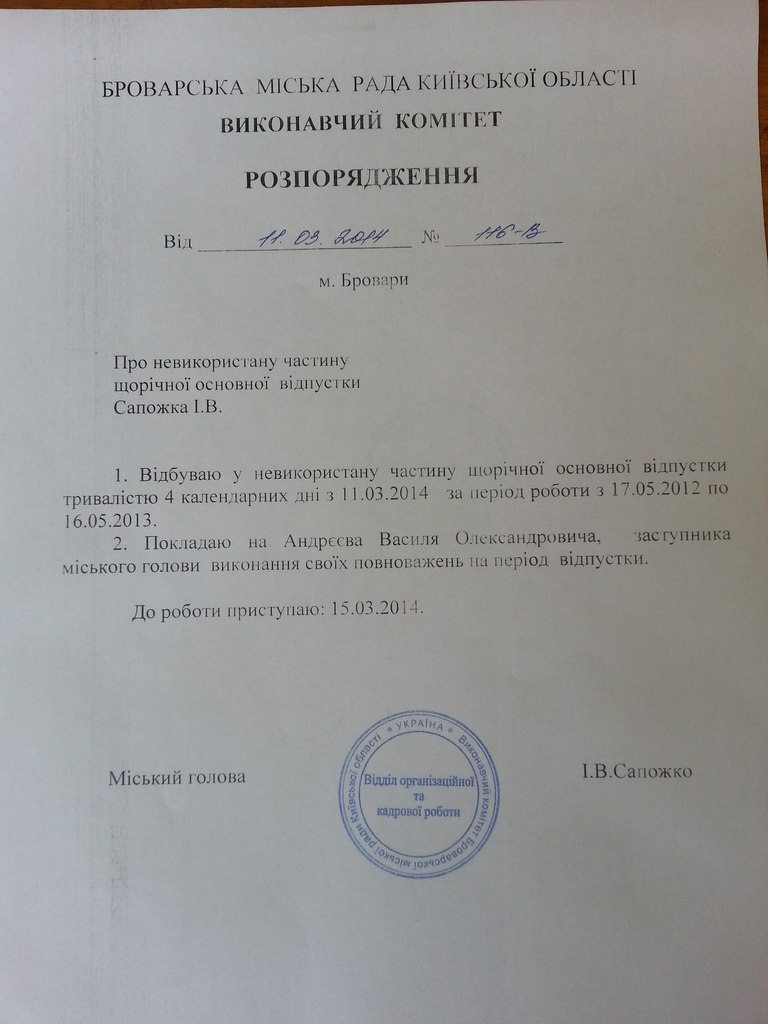 БРОВАРСЬКА МІСЬКА РАДА КИЇВСЬКОЇ ОБЛАСТІ
ВИКОНАВЧИЙ КОМІТЕТ
РОЗПОРЯДЖЕННЯ
Від 11.03.2014 № 116-В
м. Бровари
Про невикористану частину
щорічної основної відпустки
Сапожка І.В.
1. Відбуваю у невикористану частину щорічної основної відпустки
тривалістю 4 календарних дні з 11.03.2014 за період роботи з 17.05.2012 по
16.05.2013.
2. Покладаю на Андрєєва Василя Олександровича, заступника
міського голови виконання своїх повноважень на період відпустки.
До роботи приступаю: 15.03.2014.
Міський голова
І.В.Сапожко
* УКРАЇНА * Виконавчий комітет Броварської міської ради Київської області
Відділ організаційної
та
кадрової роботи